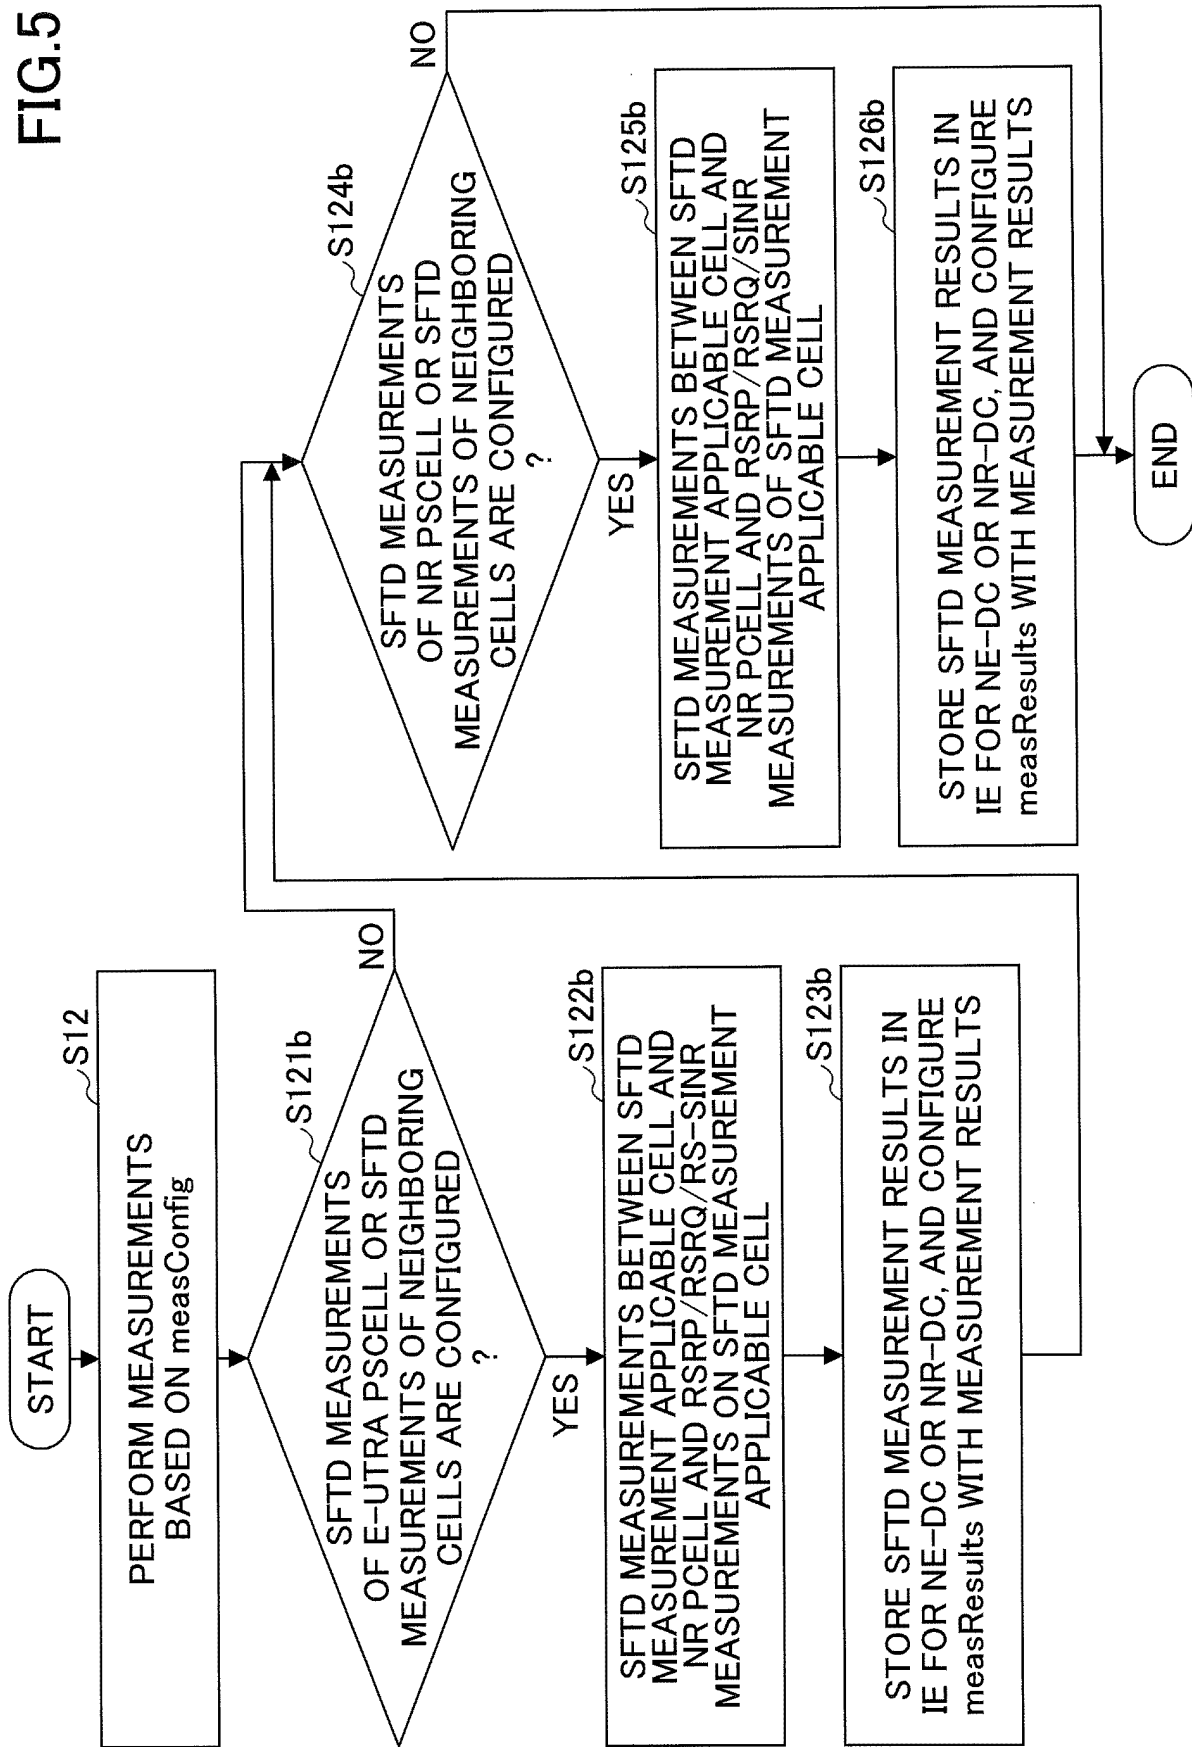 FIG.5
START
S12
PERFORM MEASUREMENTS
BASED ON measConfig
S121b
SFTD MEASUREMENTS
OF E-UTRA PSCELL OR SFTD
MEASUREMENTS OF NEIGHBORING
CELLS ARE CONFIGURED
?
NO
YES
S122b
SFTD MEASUREMENTS BETWEEN SFTD
MEASUREMENT APPLICABLE CELL AND
NR PCELL AND RSRP/RSRQ/RS-SINR
MEASUREMENTS ON SFTD MEASUREMENT
APPLICABLE CELL
S123b
STORE SFTD MEASUREMENT RESULTS IN
IE FOR NE-DC OR NR-DC, AND CONFIGURE
measResults WITH MEASUREMENT RESULTS
S124b
SFTD MEASUREMENTS
OF NR PSCELL OR SFTD
MEASUREMENTS OF NEIGHBORING
CELLS ARE CONFIGURED
?
NO
YES
S125b
SFTD MEASUREMENTS BETWEEN SFTD
MEASUREMENT APPLICABLE CELL AND
NR PCELL AND RSRP/RSRQ/SINR
MEASUREMENTS OF SFTD MEASUREMENT
APPLICABLE CELL
S126b
STORE SFTD MEASUREMENT RESULTS IN
IE FOR NE-DC OR NR-DC, AND CONFIGURE
measResults WITH MEASUREMENT RESULTS
END